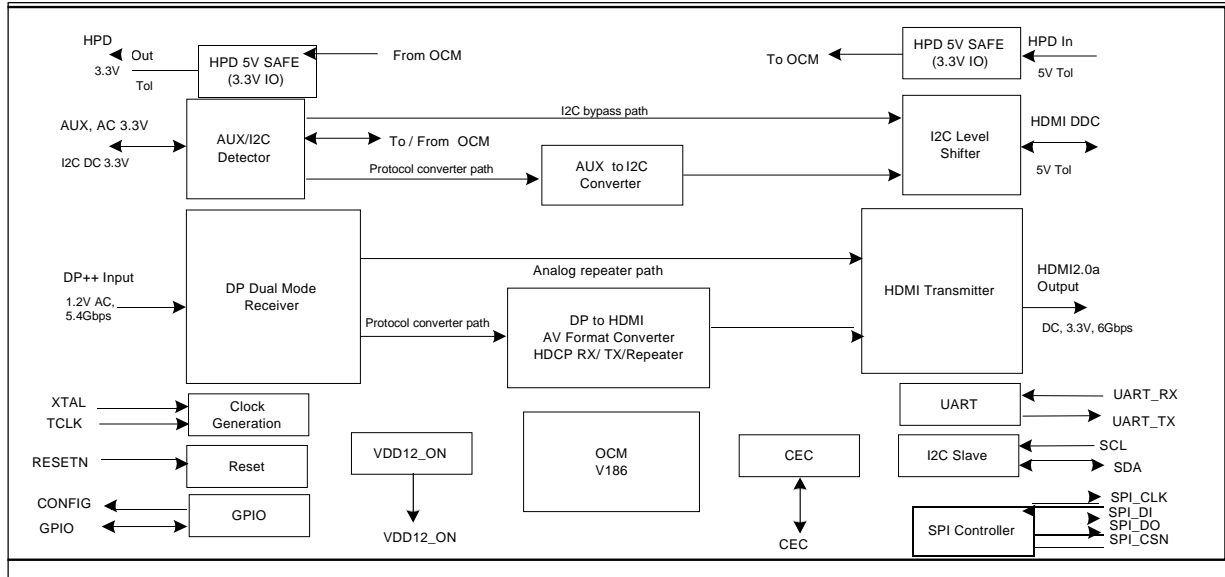 HPD
Out
3.3V
Tol
HPD 5V SAFE
(3.3V IO)
From OCM
To OCM
HPD 5V SAFE
(3.3V IO)
HPD In
5V Tol
AUX, AC 3.3V
I2C DC 3.3V
AUX/I2C
Detector
I2C bypass path
To / From OCM
Protocol converter path
AUX to I2C
Converter
I2C Level
Shifter
HDMI DDC
5V Tol
DP++ Input
1.2V AC,
5.4Gbps
DP Dual Mode
Receiver
Analog repeater path
Protocol converter path
DP to HDMI
AV Format Converter
HDCP RX/ TX/Repeater
HDMI Transmitter
HDMI2.0a
Output
DC, 3.3V, 6Gbps
XTAL
TCLK
Clock
Generation
RESETN
Reset
CONFIG
GPIO
GPIO
VDD12_ON
VDD12_ON
OCM
V186
CEC
CEC
UART
UART_RX
UART_TX
I2C Slave
SCL
SDA
SPI Controller
SPI_CLK
SPI_DI
SPI_DO
SPI_CSN